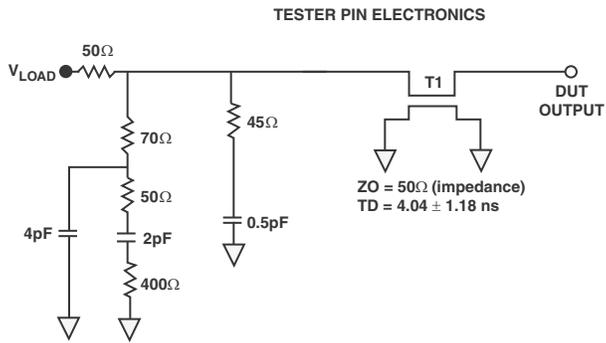 TESTER PIN ELECTRONICS
50Ω
VLOAD
T1
DUT
OUTPUT
45Ω
70Ω
50Ω
ZO = 50Ω (impedance)
TD = 4.04 ± 1.18 ns
0.5pF
4pF
2pF
400Ω